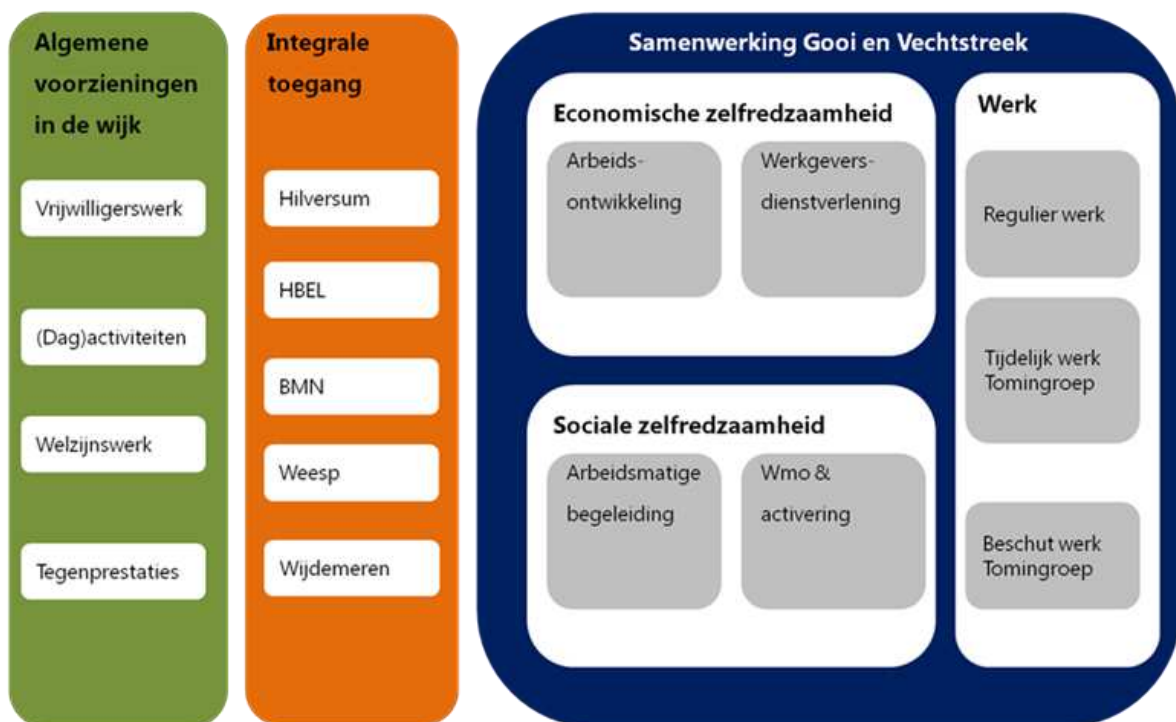 Algemene
voorzieningen
in de wijk
Vrijwilligerswerk
(Dag)activiteiten
Welzijnswerk
Tegenprestaties
Integrale
toegang
Hilversum
HBEL
BMN
Weesp
Wijdemeren
Samenwerking Gooi en Vechtstreek
Economische zelfredzaamheid
Arbeids-
ontwikkeling
Werkgevers-
dienstverlening
Sociale zelfredzaamheid
Arbeidsmatige
begeleiding
Wmo &
activering
Werk
Regulier werk
Tijdelijk werk
Tomingroep
Beschut werk
Tomingroep